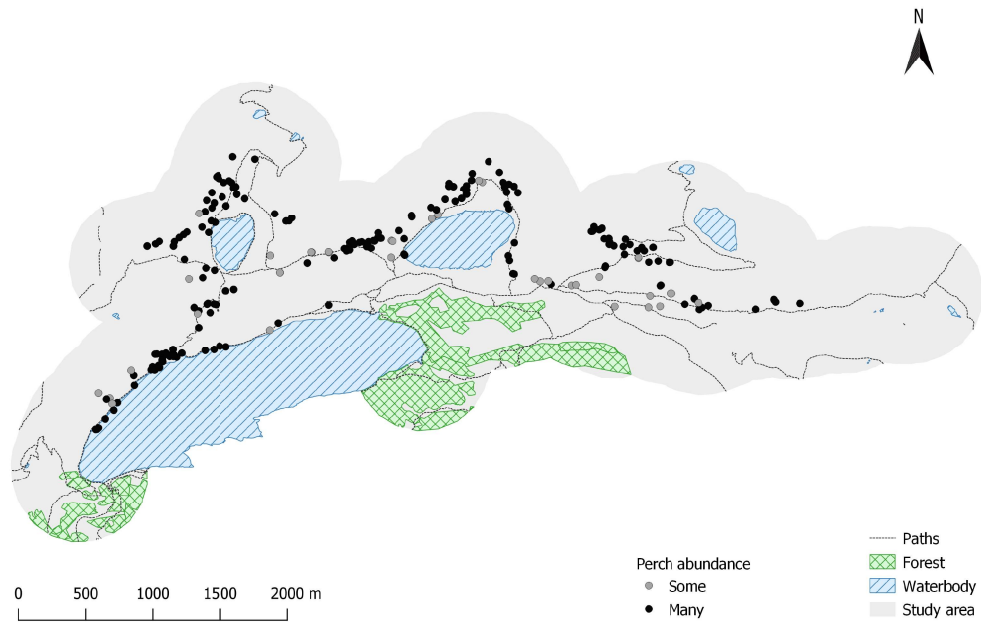 N
Perch abundance
Some
Many
Paths
Forest
Waterbody
Study area
0 500 1000 1500 2000 m